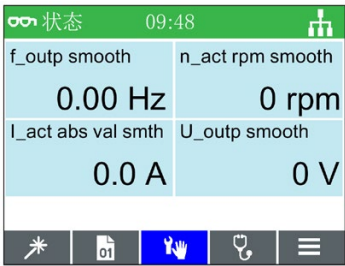 状态 09:48
f_outp smooth n_act rpm smooth
0.00 Hz 0 rpm
I_act abs val smth U_outp smooth
0.0 A 0 V
01